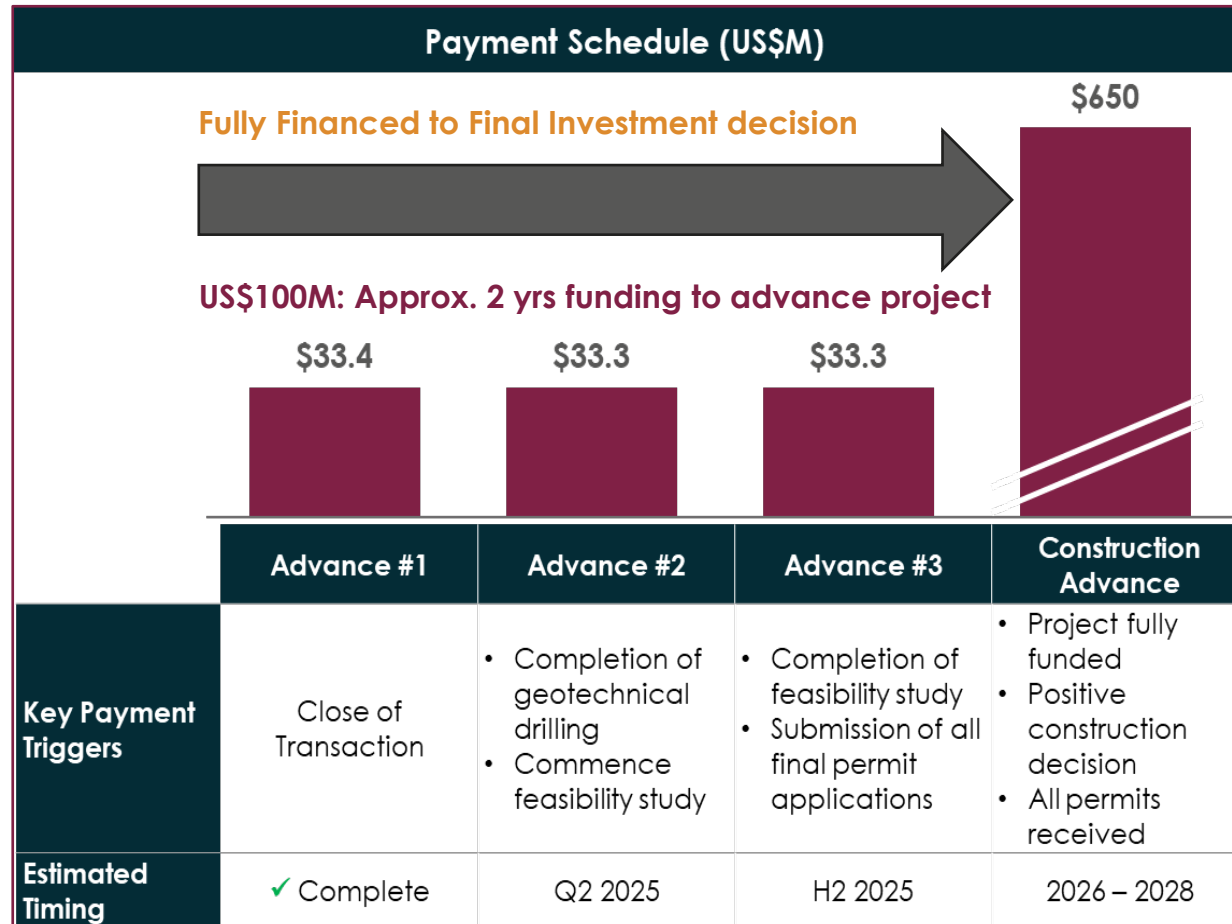 Payment Schedule (US$M)
$650
Fully Financed to Final Investment decision
US$100M: Approx. 2 yrs funding to advance project
$33.4
$33.3
$33.3
Advance #1
Advance #2
Advance #3
Construction
Advance
Key Payment
Triggers
Close of
Transaction
• Completion of
geotechnical
drilling
• Commence
feasibility study
• Completion of
feasibility study
• Submission of all
final permit
applications
• Project fully
funded
• Positive
construction
decision
• All permits
received
Estimated
Timing
✓ Complete
Q2 2025
H2 2025
2026 – 2028